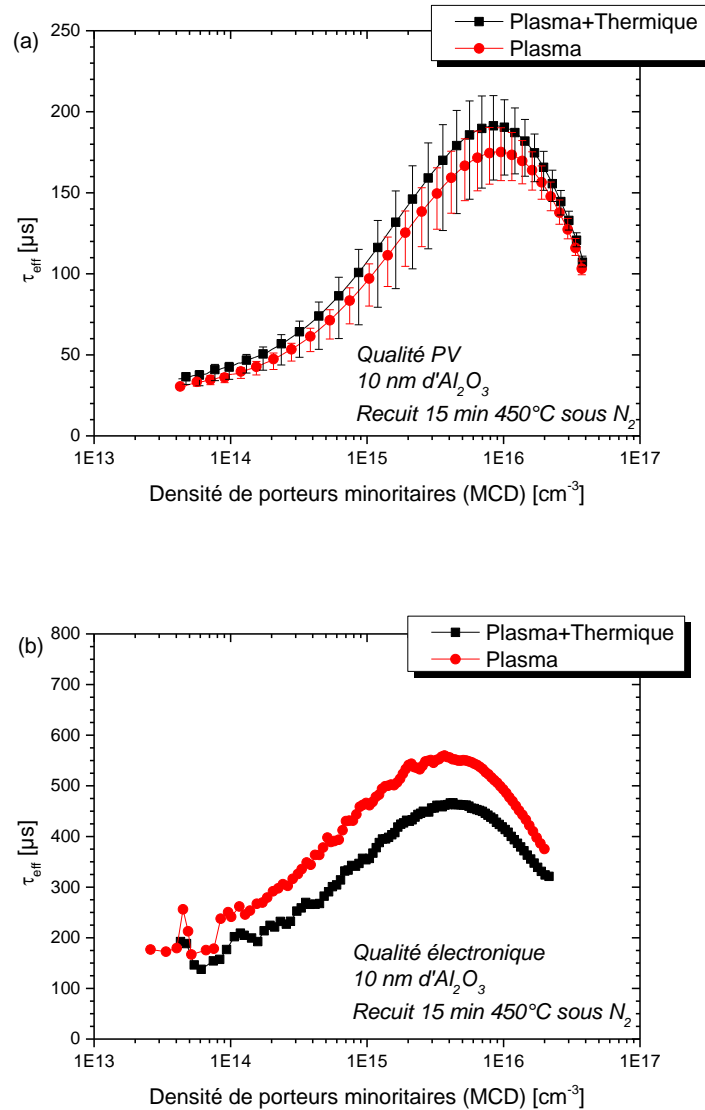 (a)
Plasma+Thermique
Plasma
250
200
150
100
50
0
τeff [µs]
Qualité PV
10 nm d'Al2O3
Recuit 15 min 450°C sous N2
1E13 1E14 1E15 1E16 1E17
Densité de porteurs minoritaires (MCD) [cm-3]
(b)
Plasma+Thermique
Plasma
800
700
600
500
400
300
200
100
0
τeff [µs]
Qualité électronique
10 nm d'Al2O3
Recuit 15 min 450°C sous N2
1E13 1E14 1E15 1E16 1E17
Densité de porteurs minoritaires (MCD) [cm-3]